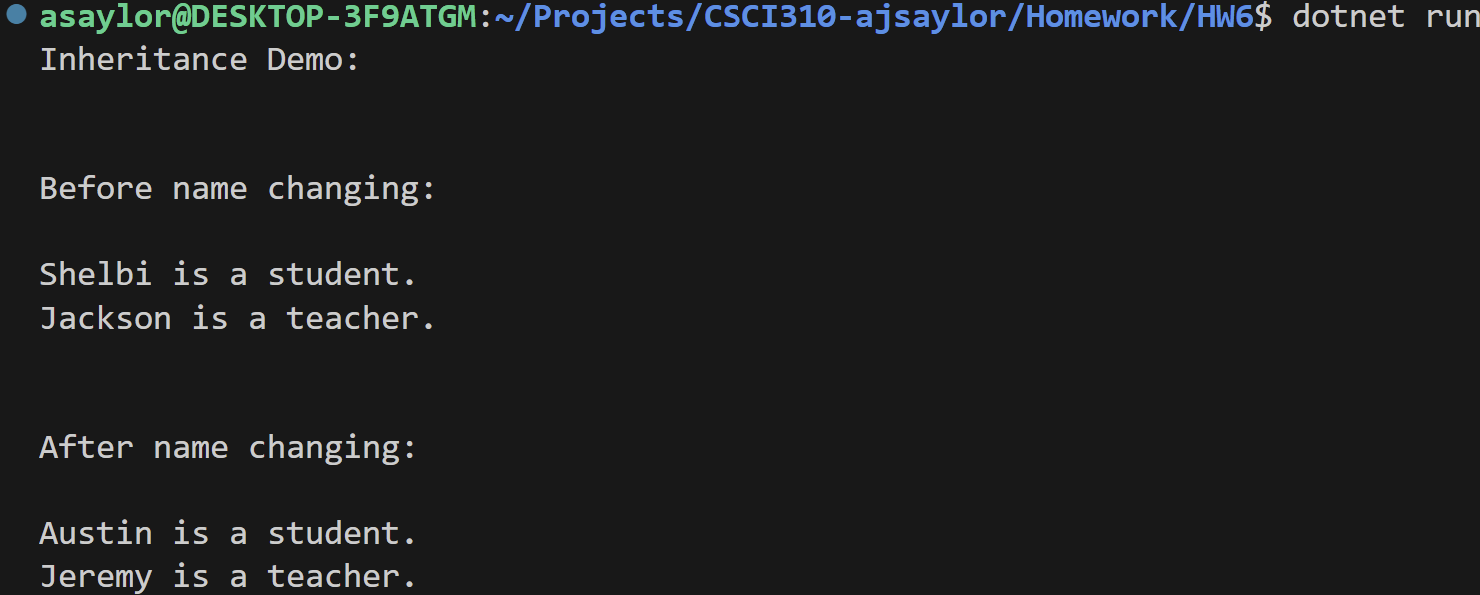 asaylor@DESKTOP-3F9ATGM:~/Projects/CSCI310-ajsaylor/Homework/HW6$ dotnet run
Inheritance Demo:
Before name changing:
Shelbi is a student.
Jackson is a teacher.
After name changing:
Austin is a student.
Jeremy is a teacher.